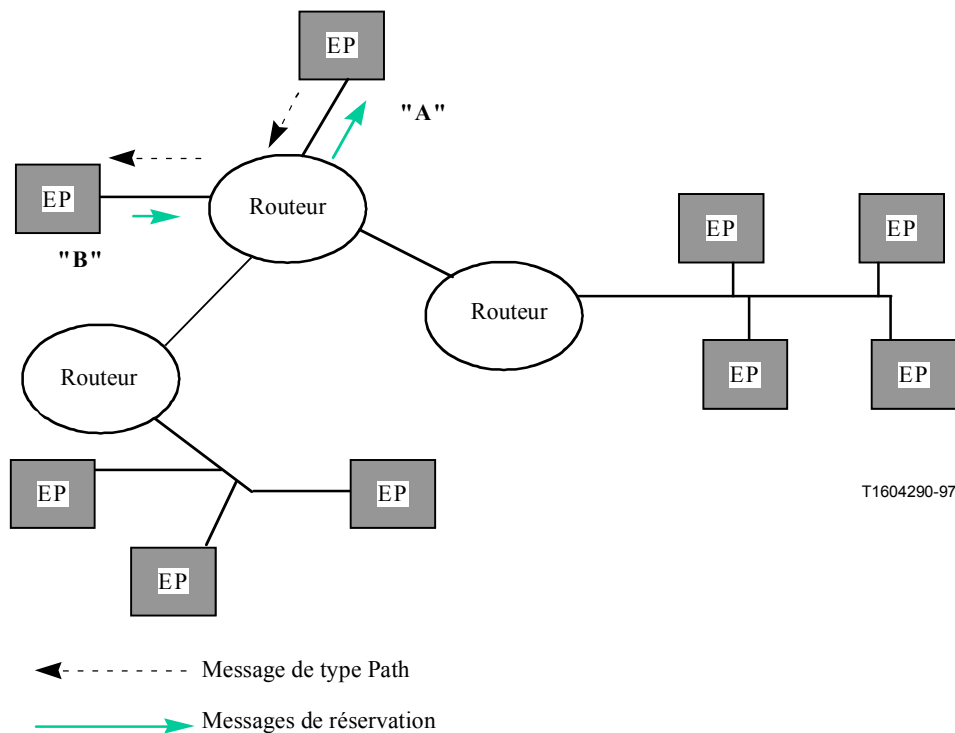 EP
"A"
EP
Routeur
"B"
EP
EP
Routeur
Routeur
EP
EP
EP
EP
EP
T1604290-97
Message de type Path
Messages de réservation